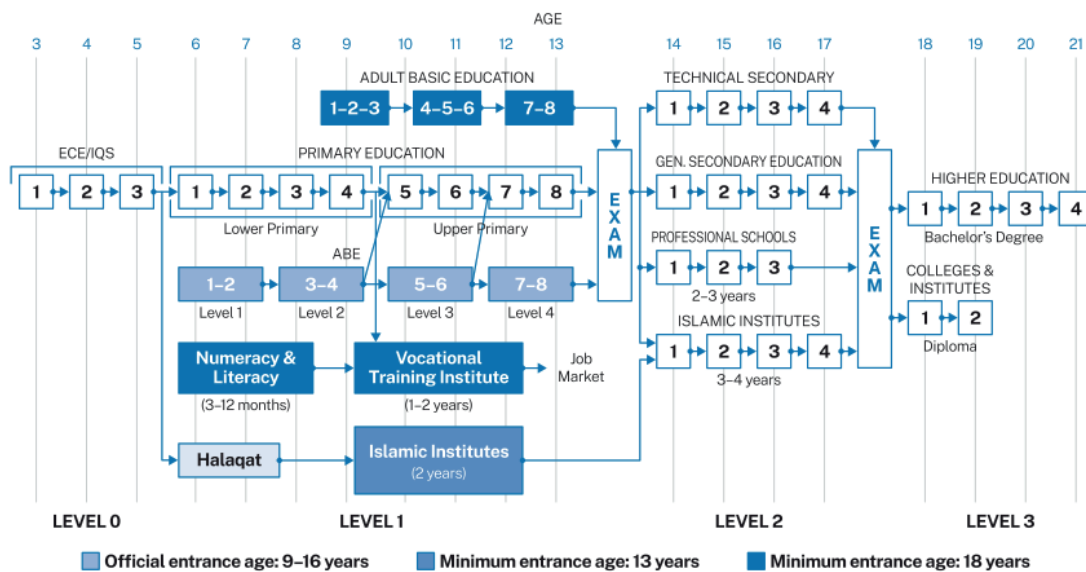 AGE
3 4 5 6 7 8 9 10 11 12 13 14 15 16 17 18 19 20 21
ADULT BASIC EDUCATION
1–2–3 4–5–6 7–8
TECHNICAL SECONDARY
1 2 3 4
ECE/IQS
1 2 3
PRIMARY EDUCATION
1 2 3 4 5 6 7 8
Lower Primary
Upper Primary
ABE
1–2 3–4 5–6 7–8
Level 1 Level 2 Level 3 Level 4
EXAM
GEN. SECONDARY EDUCATION
1 2 3 4
PROFESSIONAL SCHOOLS
1 2 3
2–3 years
ISLAMIC INSTITUTES
1 2 3 4
3–4 years
EXAM
HIGHER EDUCATION
1 2 3 4
Bachelor's Degree
COLLEGES &
INSTITUTES
1 2
Diploma
Numeracy &
Literacy
(3–12 months)
Vocational
Training Institute
(1–2 years)
Job
Market
Halaqat
Islamic Institutes
(2 years)
LEVEL 0 LEVEL 1 LEVEL 2 LEVEL 3
Official entrance age: 9–16 years
Minimum entrance age: 13 years
Minimum entrance age: 18 years